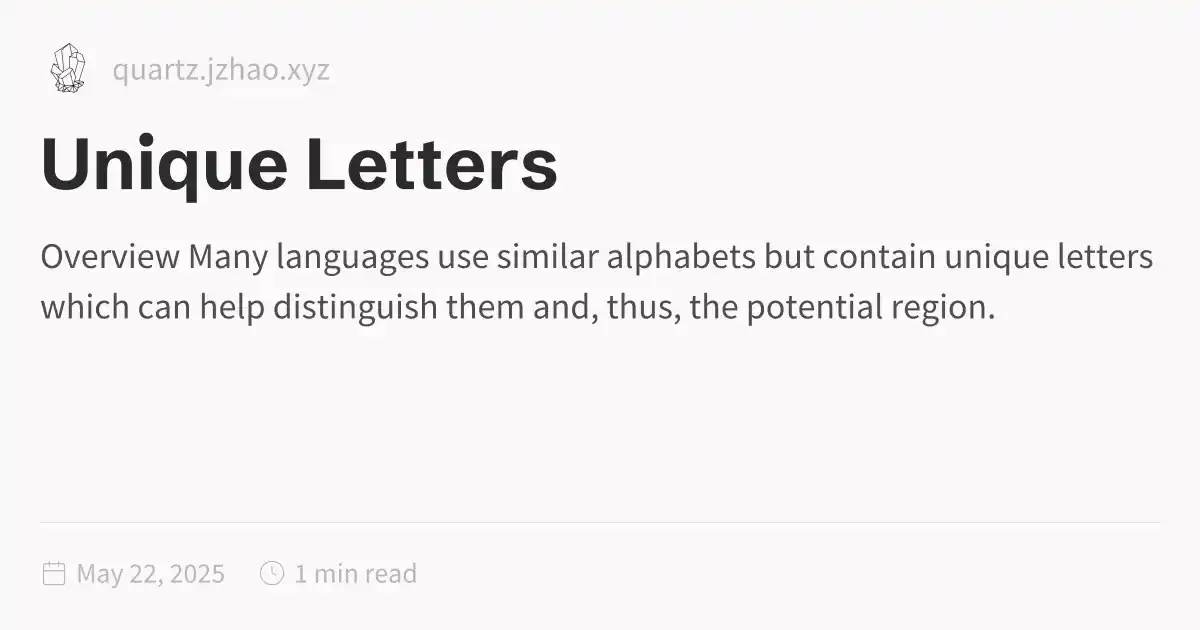 quartz.jzhao.xyz
Unique Letters
Overview Many languages use similar alphabets but contain unique letters
which can help distinguish them and, thus, the potential region.
May 22, 2025 1 min read